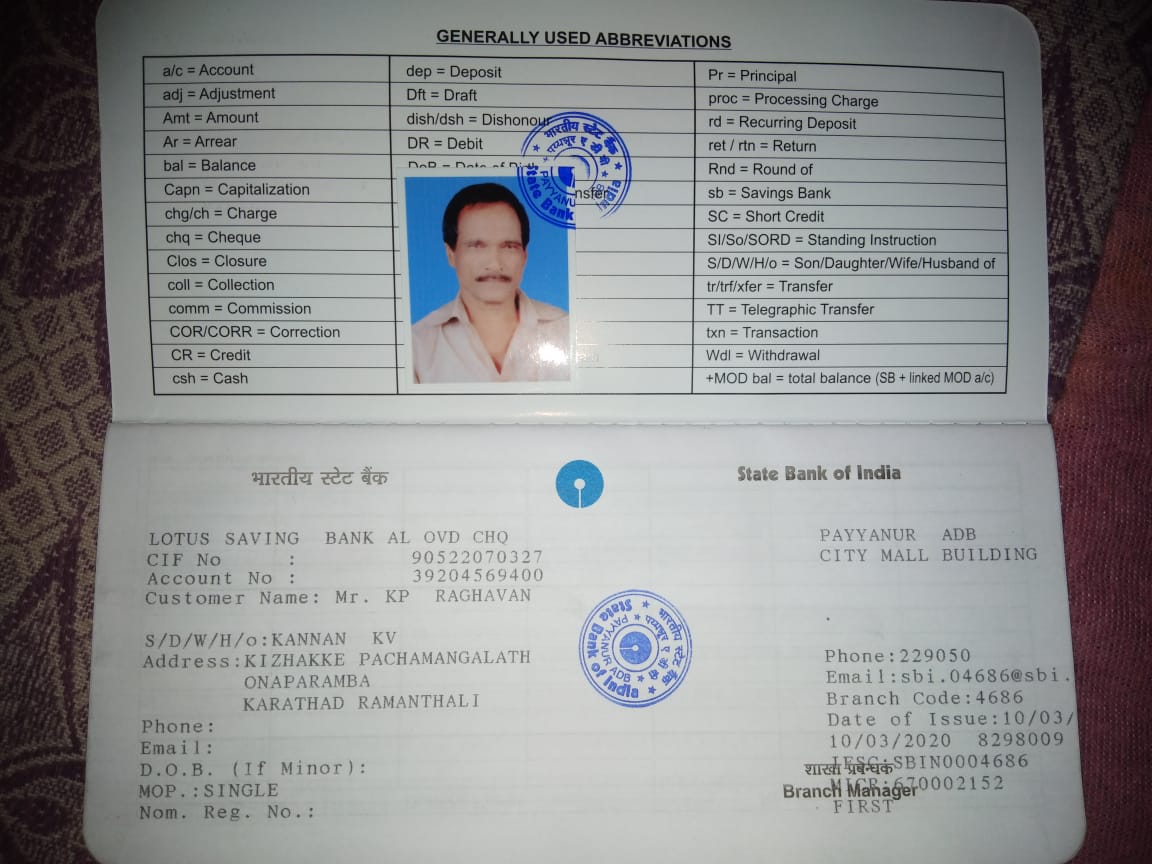 GENERALLY USED ABBREVIATIONS
a/c = Account
adj = Adjustment
Amt = Amount
Ar = Arrear
bal = Balance
Capn = Capitalization
chg/ch = Charge
chq = Cheque
Clos = Closure
coll = Collection
comm = Commission
COR/CORR = Correction
CR = Credit
csh = Cash
dep = Deposit
Dft = Draft
dish/dsh = Dishonour
DR = Debit
DoB = Date of
nsfer
Pr = Principal
proc = Processing Charge
rd = Recurring Deposit
ret / rtn = Return
Rnd = Round of
sb = Savings Bank
SC = Short Credit
SI/So/SORD = Standing Instruction
S/D/W/H/o = Son/Daughter/Wife/Husband of
tr/trf/xfer = Transfer
TT = Telegraphic Transfer
txn = Transaction
Wdl = Withdrawal
+MOD bal = total balance (SB + linked MOD a/c)
भारतीय स्टेट बैंक
State Bank India
PAYYANU ADB
भारतीय स्टेट बैंक
State Bank of India
LOTUS SAVING BANK AL OVD CHQ
CIF No : 90522070327
Account No : 39204569400
Customer Name: Mr. KP RAGHAVAN
S/D/W/H/o:KANNAN KV
Address:KIZHAKKE PACHAMANGALATH
ONAPARAMBA
KARATHAD RAMANTHALI
Phone:
Email:
D.O.B. (If Minor):
MOP.:SINGLE
Nom. Reg. No.:
भारतीय स्टेट बैंक
State Bank of India
PAYYANUR ADB
PAYYANUR ADB
CITY MALL BUILDING
Phone:229050
Email:sbi.04686@sbi.
Branch Code:4686
Date of Issue:10/03/
10/03/2020 8298009
IFSC:SBIN0004686
शाखा प्रबन्धक
MICR:670002152
Branch Manager
FIRST